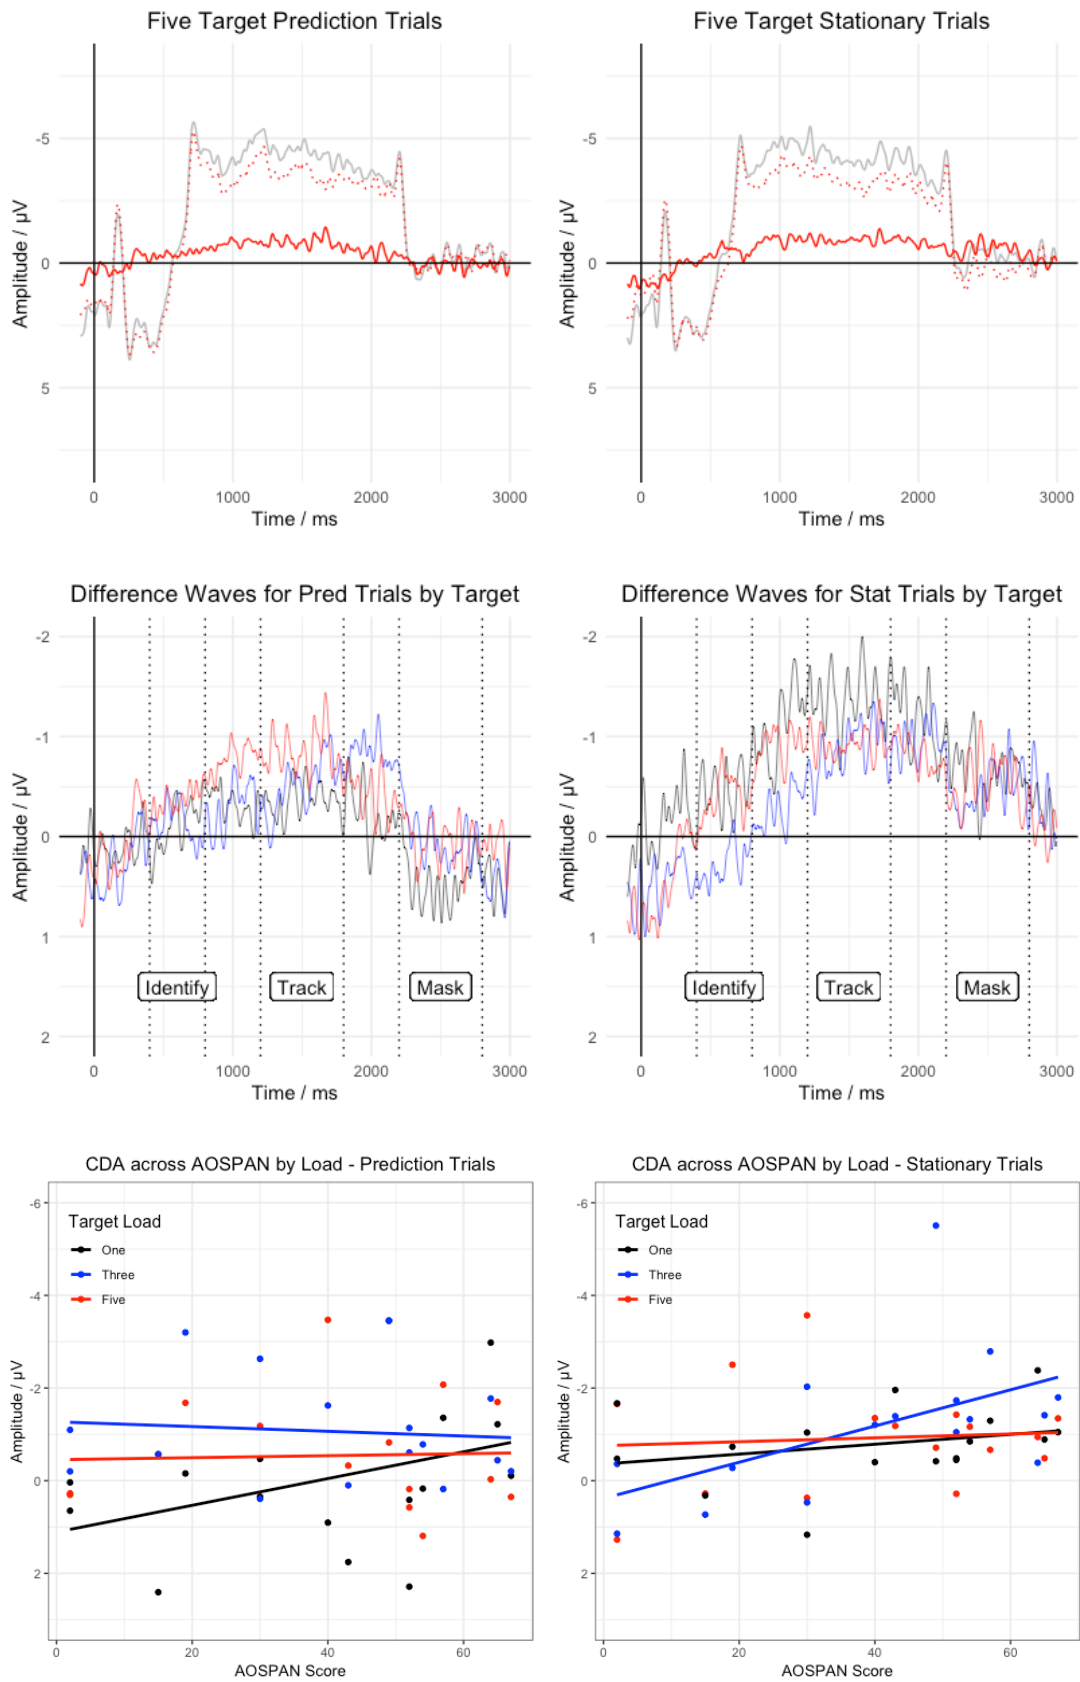 Five Target Prediction Trials
Five Target Stationary Trials
Amplitude / µV
-5
0
5
0 1000 2000 3000
Time / ms
Amplitude / µV
-5
0
5
0 1000 2000 3000
Time / ms
Difference Waves for Pred Trials by Target
Difference Waves for Stat Trials by Target
Amplitude / µV
-2
-1
0
1
2
Identify Track Mask
0 1000 2000 3000
Time / ms
Amplitude / µV
-2
-1
0
1
2
Identify Track Mask
0 1000 2000 3000
Time / ms
CDA across AOSPAN by Load - Prediction Trials
CDA across AOSPAN by Load - Stationary Trials
Amplitude / µV
-6
-4
-2
0
2
Target Load
One
Three
Five
0 20 40 60
AOSPAN Score
Amplitude / µV
-6
-4
-2
0
2
Target Load
One
Three
Five
0 20 40 60
AOSPAN Score